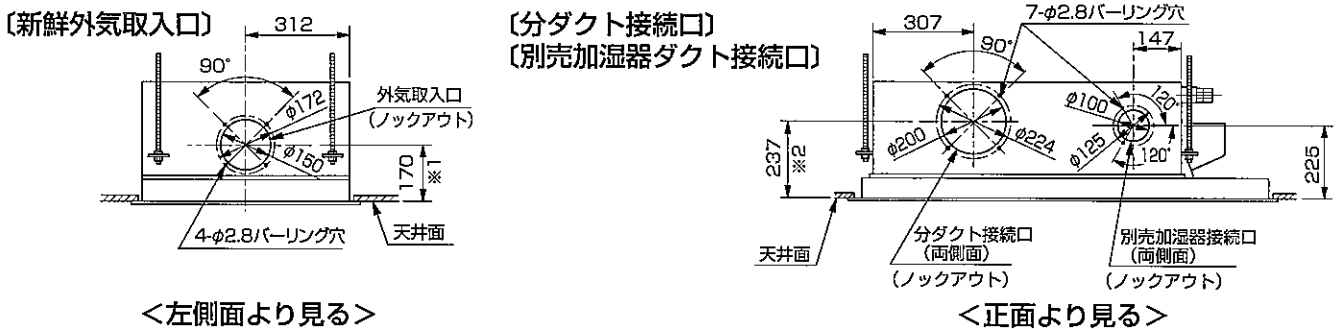 〔新鮮外気取入口〕
312
90°
φ172
外気取入口
(ノックアウト)
φ150
170
※1
4-φ2.8バーリング穴
天井面
<左側面より見る>
〔分ダクト接続口〕
〔別売加湿器ダクト接続口〕
307
7-φ2.8バーリング穴
147
90°
φ100
120°
φ200
φ224
φ125
120°
237
※2
225
天井面
分ダクト接続口
(両側面)
(ノックアウト)
別売加湿器接続口
(両側面)
(ノックアウト)
<正面より見る>